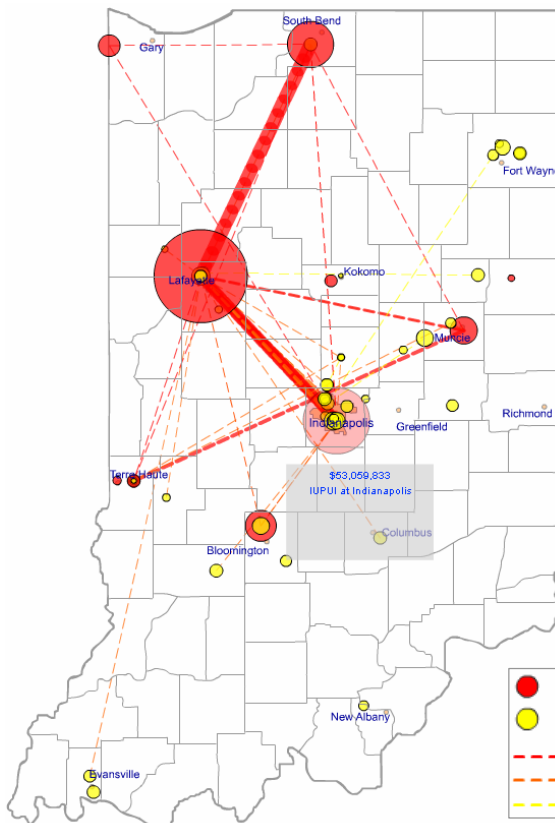 South Bend
Gary
Fort Wayne
Lafayette
Kokomo
Muncie
Indianapolis
Greenfield
Richmond
Terre Haute
$53,059,833
IUPUI at Indianapolis
Columbus
Bloomington
New Albany
Evansville